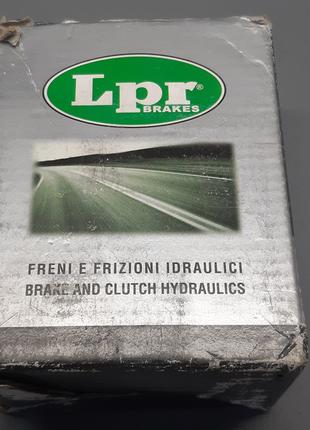 Lpr®
BRAKES
FRENI E FRIZIONI IDRAULICI
BRAKE AND CLUTCH HYDRAULICS